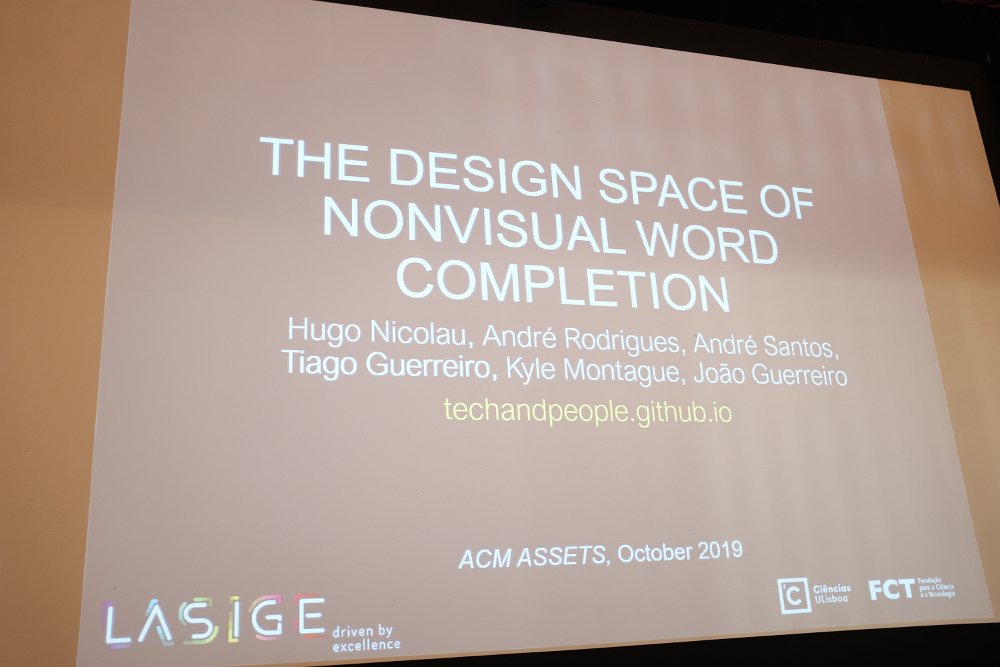 THE DESIGN SPACE OF
NONVISUAL WORD
COMPLETION
Hugo Nicolau, André Rodrigues, André Santos,
Tiago Guerreiro, Kyle Montague, João Guerreiro
techandpeople.github.io
ACM ASSETS, October 2019
LASIGE
driven by
excellence
C
Ciências
ULisboa
FCT
Fundação
para a Ciência
e a Tecnologia